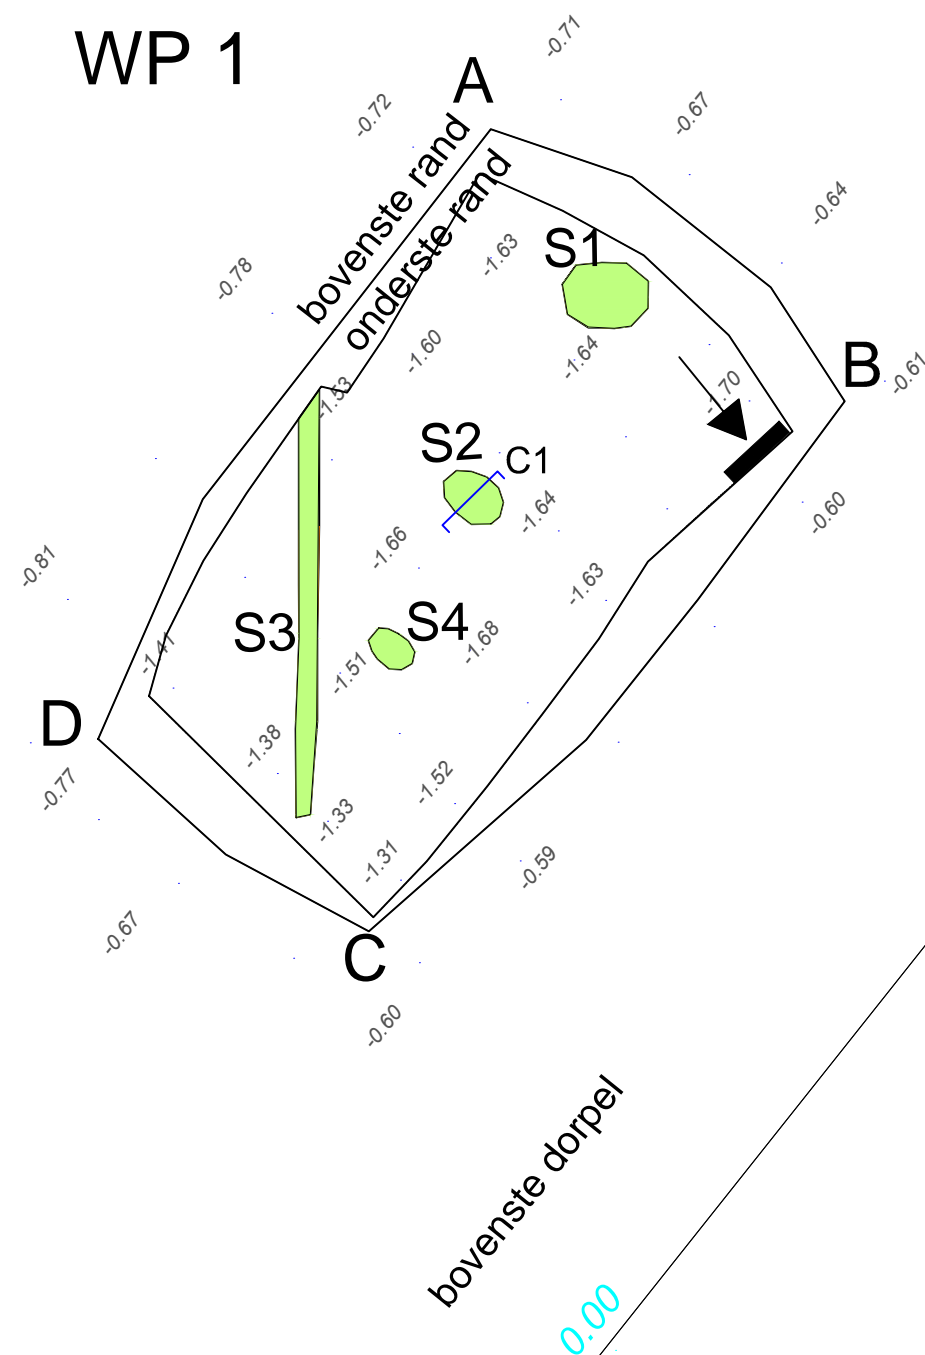 WP 1
-0.71
A
-0.72
-0.67
bovenste rand
onderste rand
-0.64
-1.63
S1
-0.78
-1.60
-1.64
B
-0.61
-1.53
-1.70
S2
C1
-1.64
-0.60
-1.66
-0.81
-1.63
S3
S4
-1.41
-1.51
-1.68
D
-1.38
-0.77
-1.52
-1.33
-1.31
-0.59
-0.67
C
-0.60
bovenste dorpel
0.00